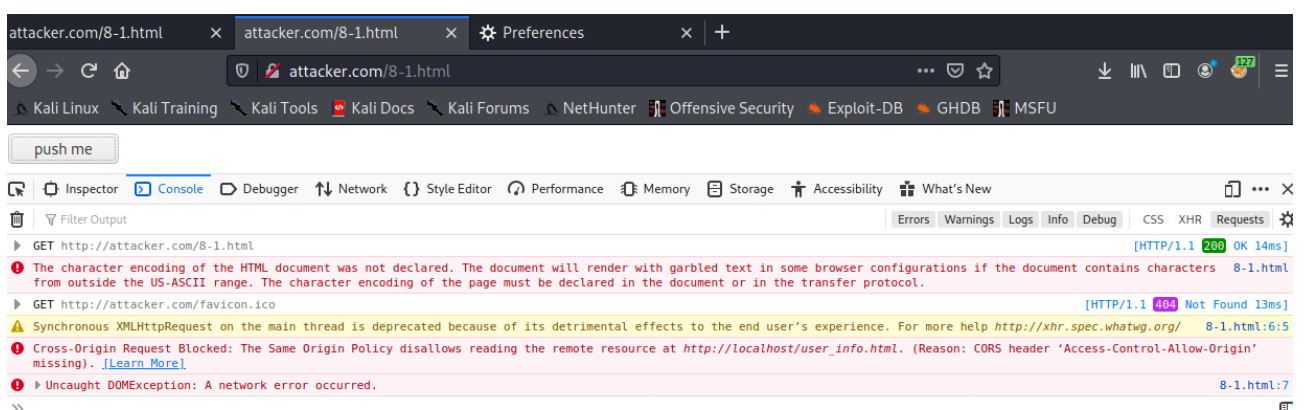 attacker.com/8-1.html × attacker.com/8-1.html × Preferences × +
attacker.com/8-1.html ••• 127
Kali Linux Kali Training Kali Tools Kali Docs Kali Forums NetHunter Offensive Security Exploit-DB GHDB MSFU
push me
Inspector Console Debugger Network {} Style Editor Performance Memory Storage Accessibility What's New ••• ×
Filter Output Errors Warnings Logs Info Debug CSS XHR Requests
GET http://attacker.com/8-1.html [HTTP/1.1 200 OK 14ms]
The character encoding of the HTML document was not declared. The document will render with garbled text in some browser configurations if the document contains characters 8-1.html
from outside the US-ASCII range. The character encoding of the page must be declared in the document or in the transfer protocol.
GET http://attacker.com/favicon.ico [HTTP/1.1 404 Not Found 13ms]
Synchronous XMLHttpRequest on the main thread is deprecated because of its detrimental effects to the end user's experience. For more help http://xhr.spec.whatwg.org/ 8-1.html:6:5
Cross-Origin Request Blocked: The Same Origin Policy disallows reading the remote resource at http://localhost/user_info.html. (Reason: CORS header ‘Access-Control-Allow-Origin’
missing). [Learn More]
Uncaught DOMException: A network error occurred. 8-1.html:7
»